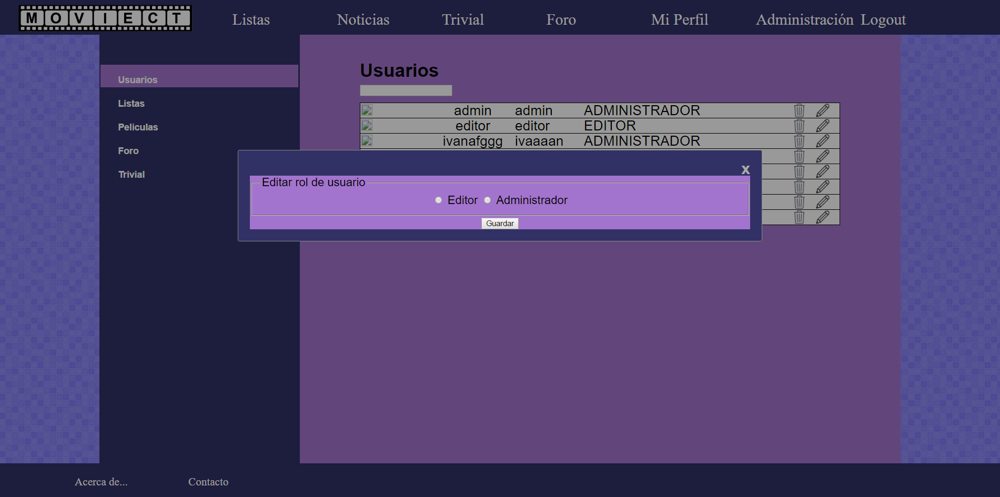 MOVIECT Listas Noticias Trivial Foro Mi Perfil Administración Logout
Usuarios
Listas
Peliculas
Foro
Trivial
Usuarios
admin admin ADMINISTRADOR
editor editor EDITOR
ivanafggg ivaaaan ADMINISTRADOR
x
Editar rol de usuario
Editor Administrador
Guardar
Acerca de... Contacto